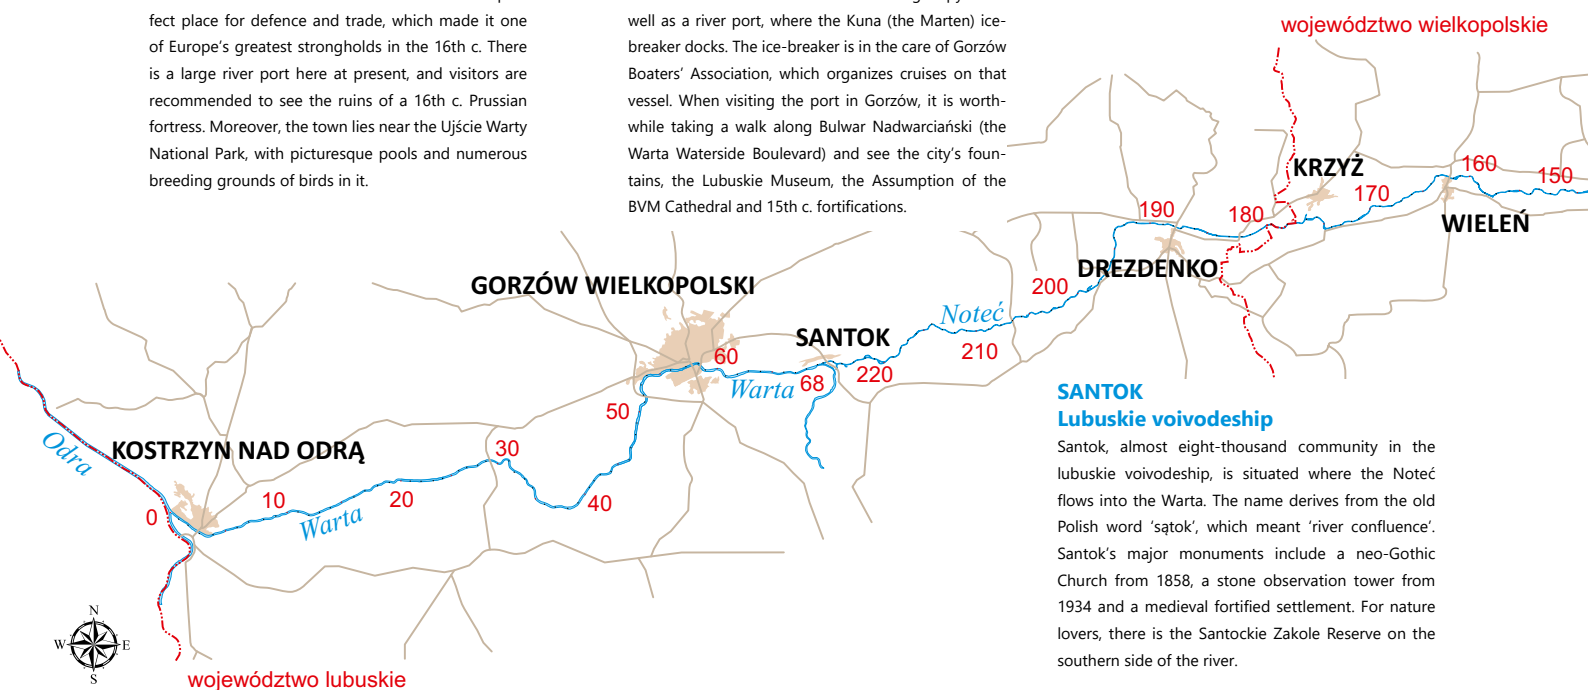 fect place for defence and trade, which made it one
of Europe's greatest strongholds in the 16th c. There
is a large river port here at present, and visitors are
recommended to see the ruins of a 16th c. Prussian
fortress. Moreover, the town lies near the Ujście Warty
National Park, with picturesque pools and numerous
breeding grounds of birds in it.
well as a river port, where the Kuna (the Marten) ice-
breaker docks. The ice-breaker is in the care of Gorzów
Boaters' Association, which organizes cruises on that
vessel. When visiting the port in Gorzów, it is worth-
while taking a walk along Bulwar Nadwarciański (the
Warta Waterside Boulevard) and see the city's foun-
tains, the Lubuskie Museum, the Assumption of the
BVM Cathedral and 15th c. fortifications.
województwo wielkopolskie
KRZYŻ
160
150
170
190
180
WIELEŃ
DREZDENKO
GORZÓW WIELKOPOLSKI
200
Noteć
SANTOK
210
60
220
Warta
68
50
Odra
KOSTRZYN NAD ODRĄ
30
10
20
40
0
Warta
SANTOK
Lubuskie voivodeship
Santok, almost eight-thousand community in the
lubuskie voivodeship, is situated where the Noteć
flows into the Warta. The name derives from the old
Polish word 'sątok', which meant 'river confluence'.
Santok's major monuments include a neo-Gothic
Church from 1858, a stone observation tower from
1934 and a medieval fortified settlement. For nature
lovers, there is the Santockie Zakole Reserve on the
southern side of the river.
N
W
E
S
województwo lubuskie